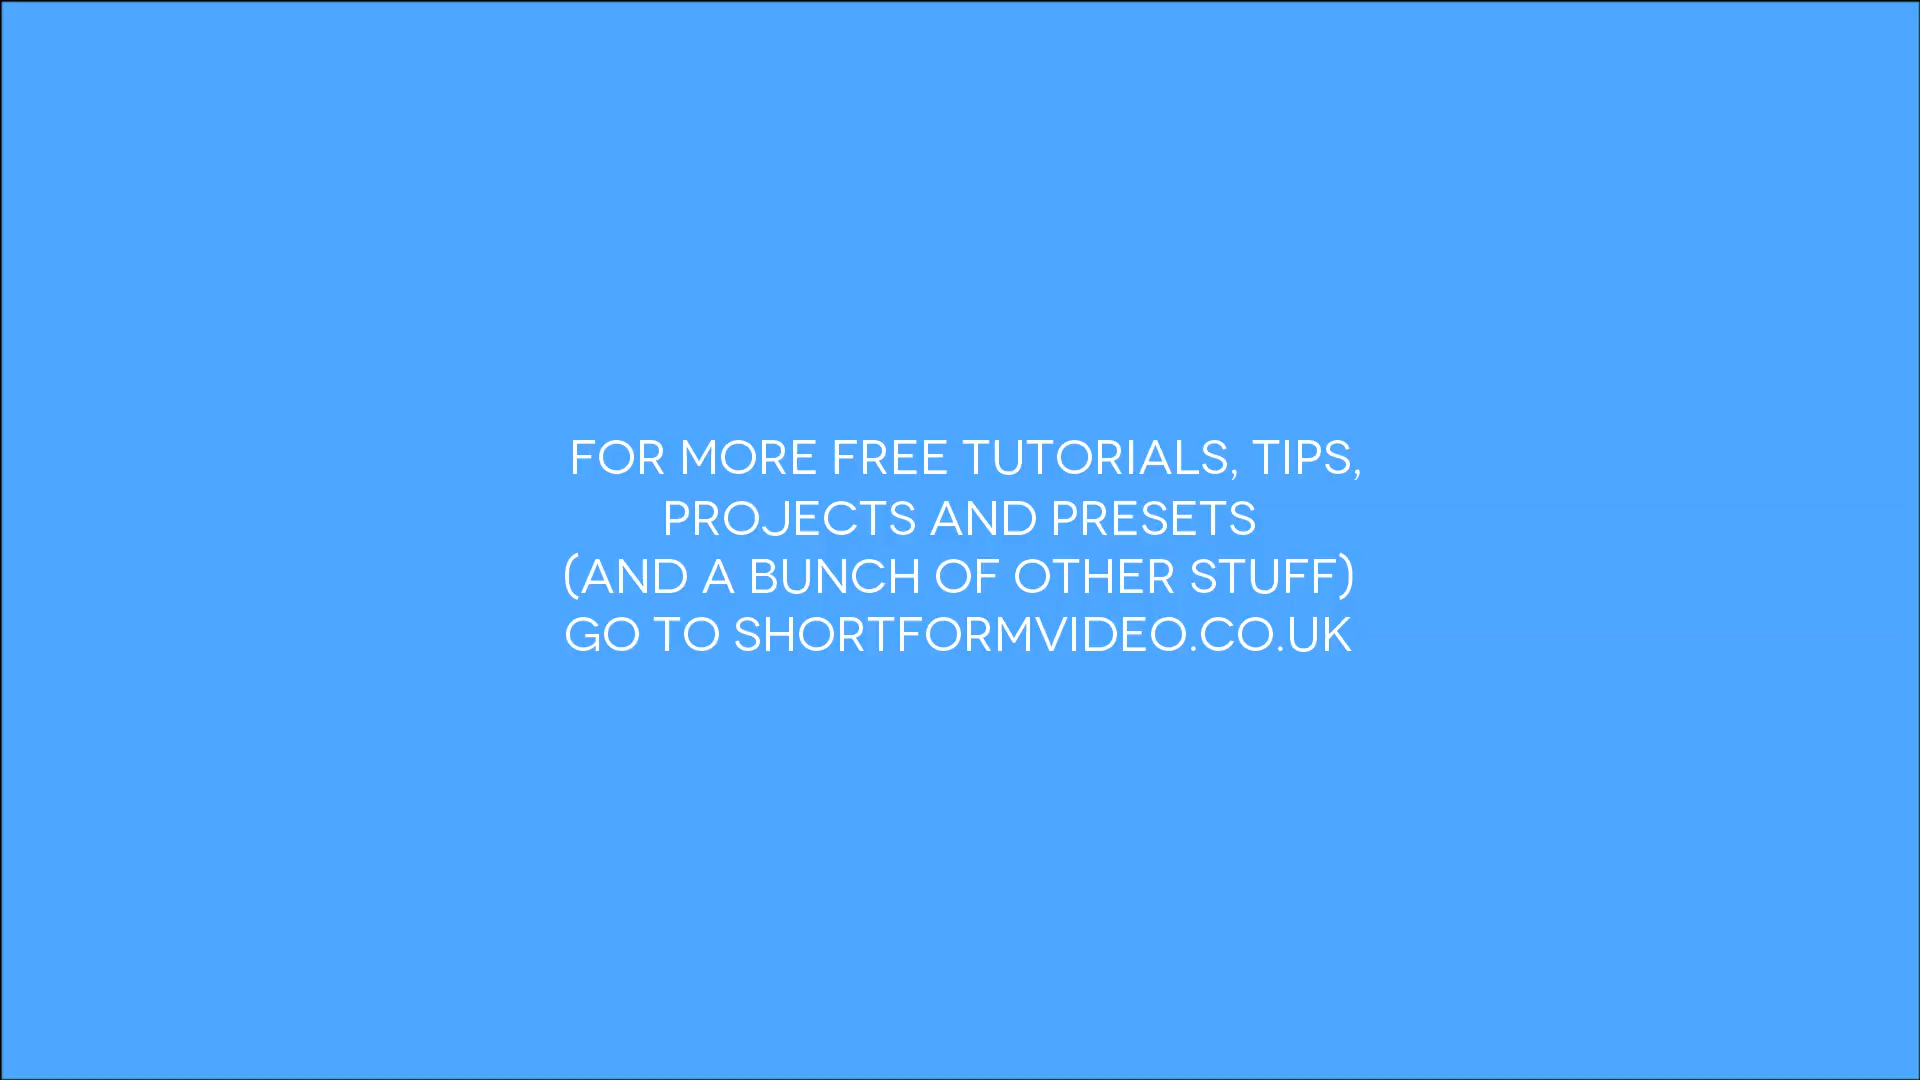 FOR MORE FREE TUTORIALS, TIPS,
PROJECTS AND PRESETS
(AND A BUNCH OF OTHER STUFF)
GO TO SHORTFORMVIDEO.CO.UK